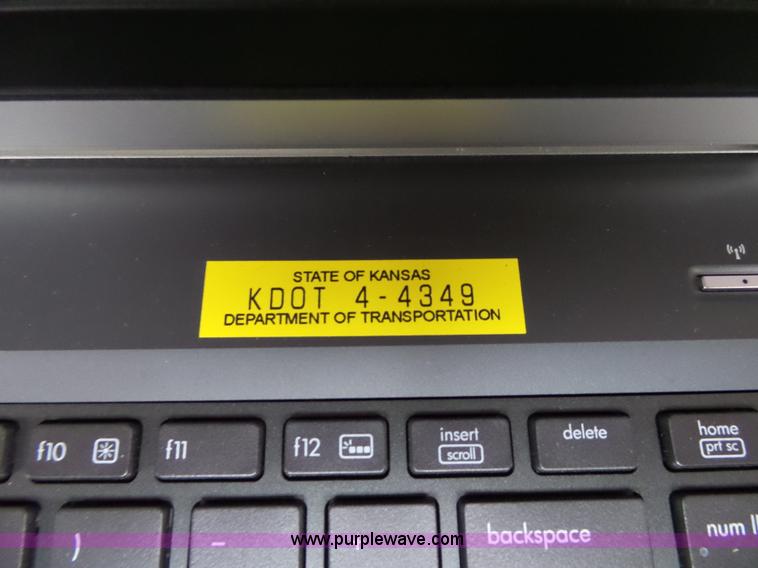 STATE OF KANSAS
KDOT 4-4349
DEPARTMENT OF TRANSPORTATION
f10
f11
f12
insert
scroll
delete
home
prt sc
)
_
backspace
num l
www.purplewave.com